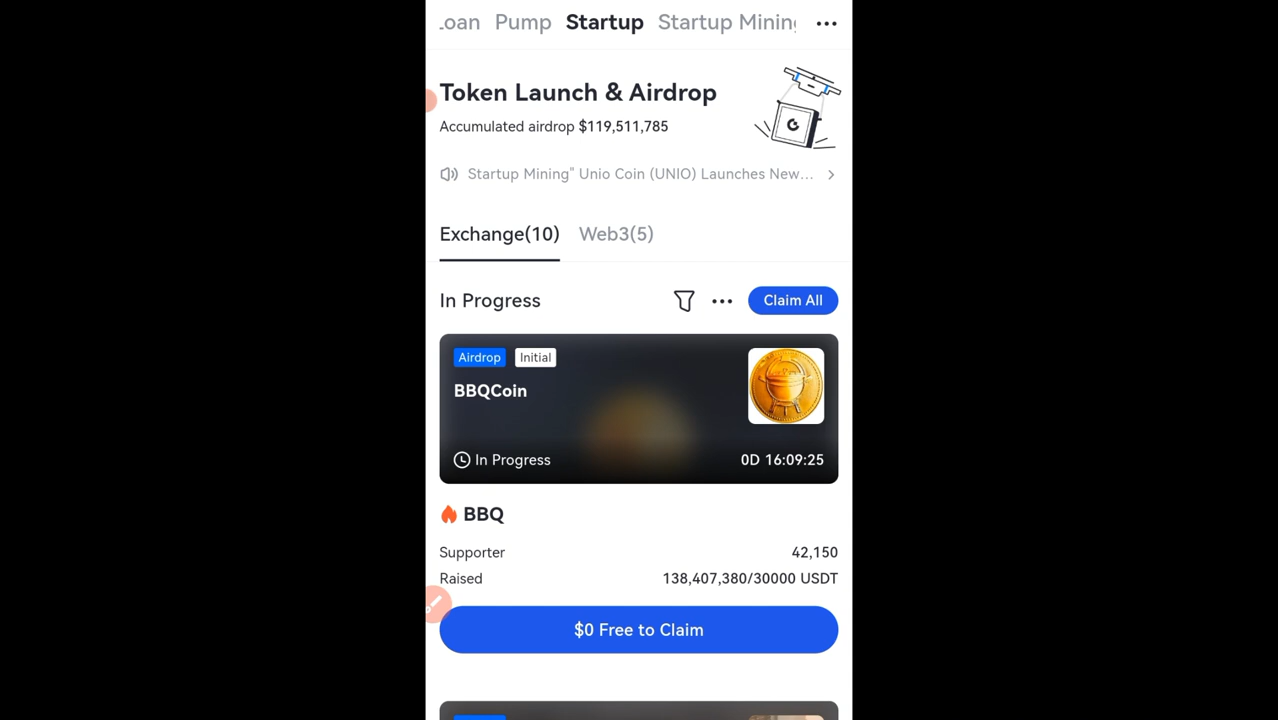 Loan Pump Startup Startup Mining
Token Launch & Airdrop
Accumulated airdrop $119,511,785
Startup Mining" Unio Coin (UNIO) Launches New...
Exchange(10) Web3(5)
In Progress Claim All
Airdrop Initial
BBQCoin
In Progress 0D 16:09:25
BBQ
Supporter 42,150
Raised 138,407,380/30000 USDT
$0 Free to Claim